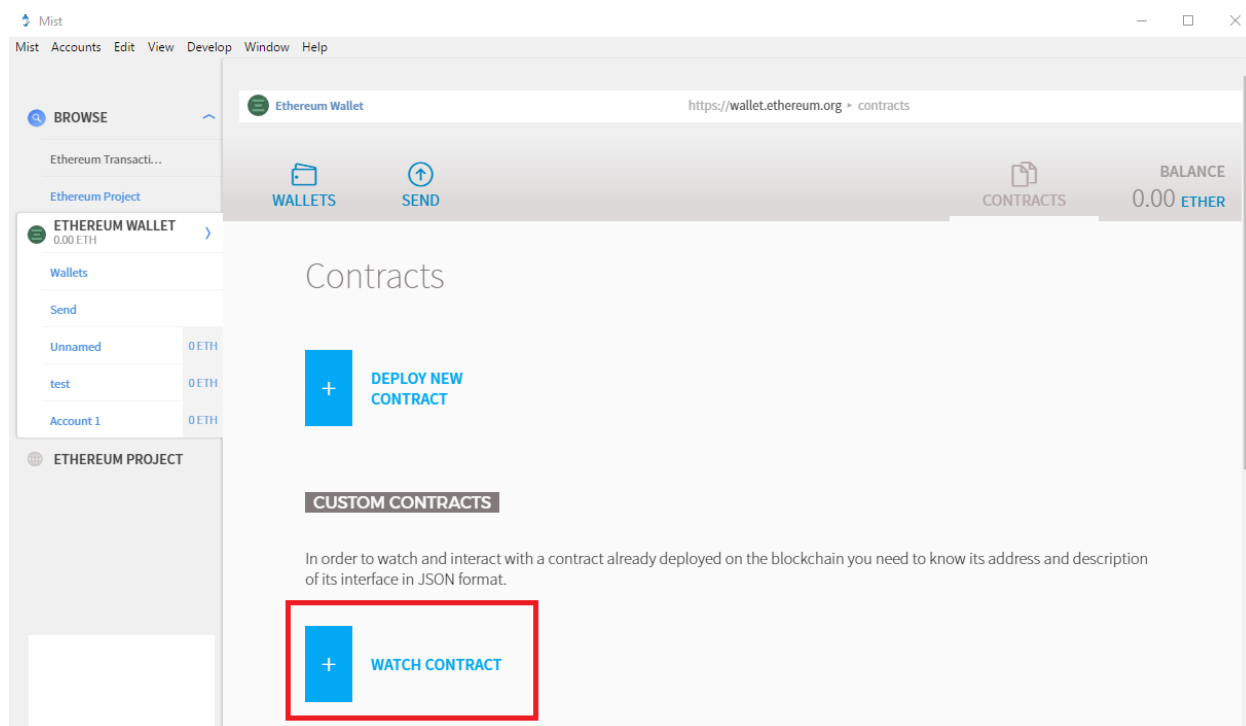 Mist
Mist Accounts Edit View Develop Window Help
BROWSE
Ethereum Transacti...
Ethereum Project
ETHEREUM WALLET
0.00 ETH
Wallets
Send
Unnamed 0 ETH
test 0 ETH
Account 1 0 ETH
ETHEREUM PROJECT
Ethereum Wallet https://wallet.ethereum.org ▸ contracts
WALLETS SEND CONTRACTS
BALANCE
0.00 ETHER
Contracts
+ DEPLOY NEW
CONTRACT
CUSTOM CONTRACTS
In order to watch and interact with a contract already deployed on the blockchain you need to know its address and description
of its interface in JSON format.
+ WATCH CONTRACT